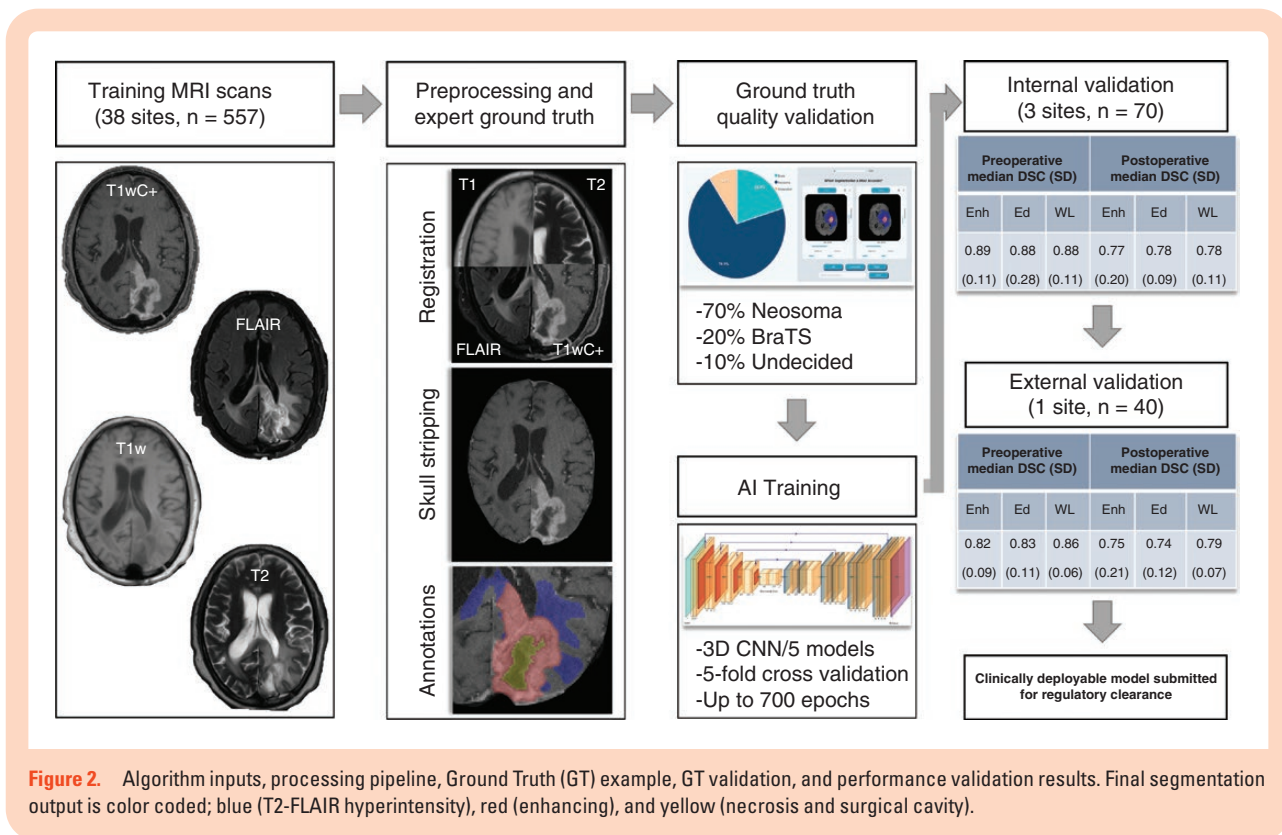 Training MRI scans
(38 sites, n = 557)
T1wC+
FLAIR
T1w
T2
Preprocessing and
expert ground truth
Registration
T1
T2
FLAIR
T1wC+
Skull stripping
Annotations
Ground truth
quality validation
-70% Neosoma
-20% BraTS
-10% Undecided
AI Training
-3D CNN/5 models
-5-fold cross validation
-Up to 700 epochs
Internal validation
(3 sites, n = 70)
Preoperative
median DSC (SD)
Postoperative
median DSC (SD)
Enh Ed WL Enh Ed WL
0.89 0.88 0.88 0.77 0.78 0.78
(0.11) (0.28) (0.11) (0.20) (0.09) (0.11)
External validation
(1 site, n = 40)
Preoperative
median DSC (SD)
Postoperative
median DSC (SD)
Enh Ed WL Enh Ed WL
0.82 0.83 0.86 0.75 0.74 0.79
(0.09) (0.11) (0.06) (0.21) (0.12) (0.07)
Clinically deployable model submitted
for regulatory clearance
Figure 2. Algorithm inputs, processing pipeline, Ground Truth (GT) example, GT validation, and performance validation results. Final segmentation
output is color coded; blue (T2-FLAIR hyperintensity), red (enhancing), and yellow (necrosis and surgical cavity).